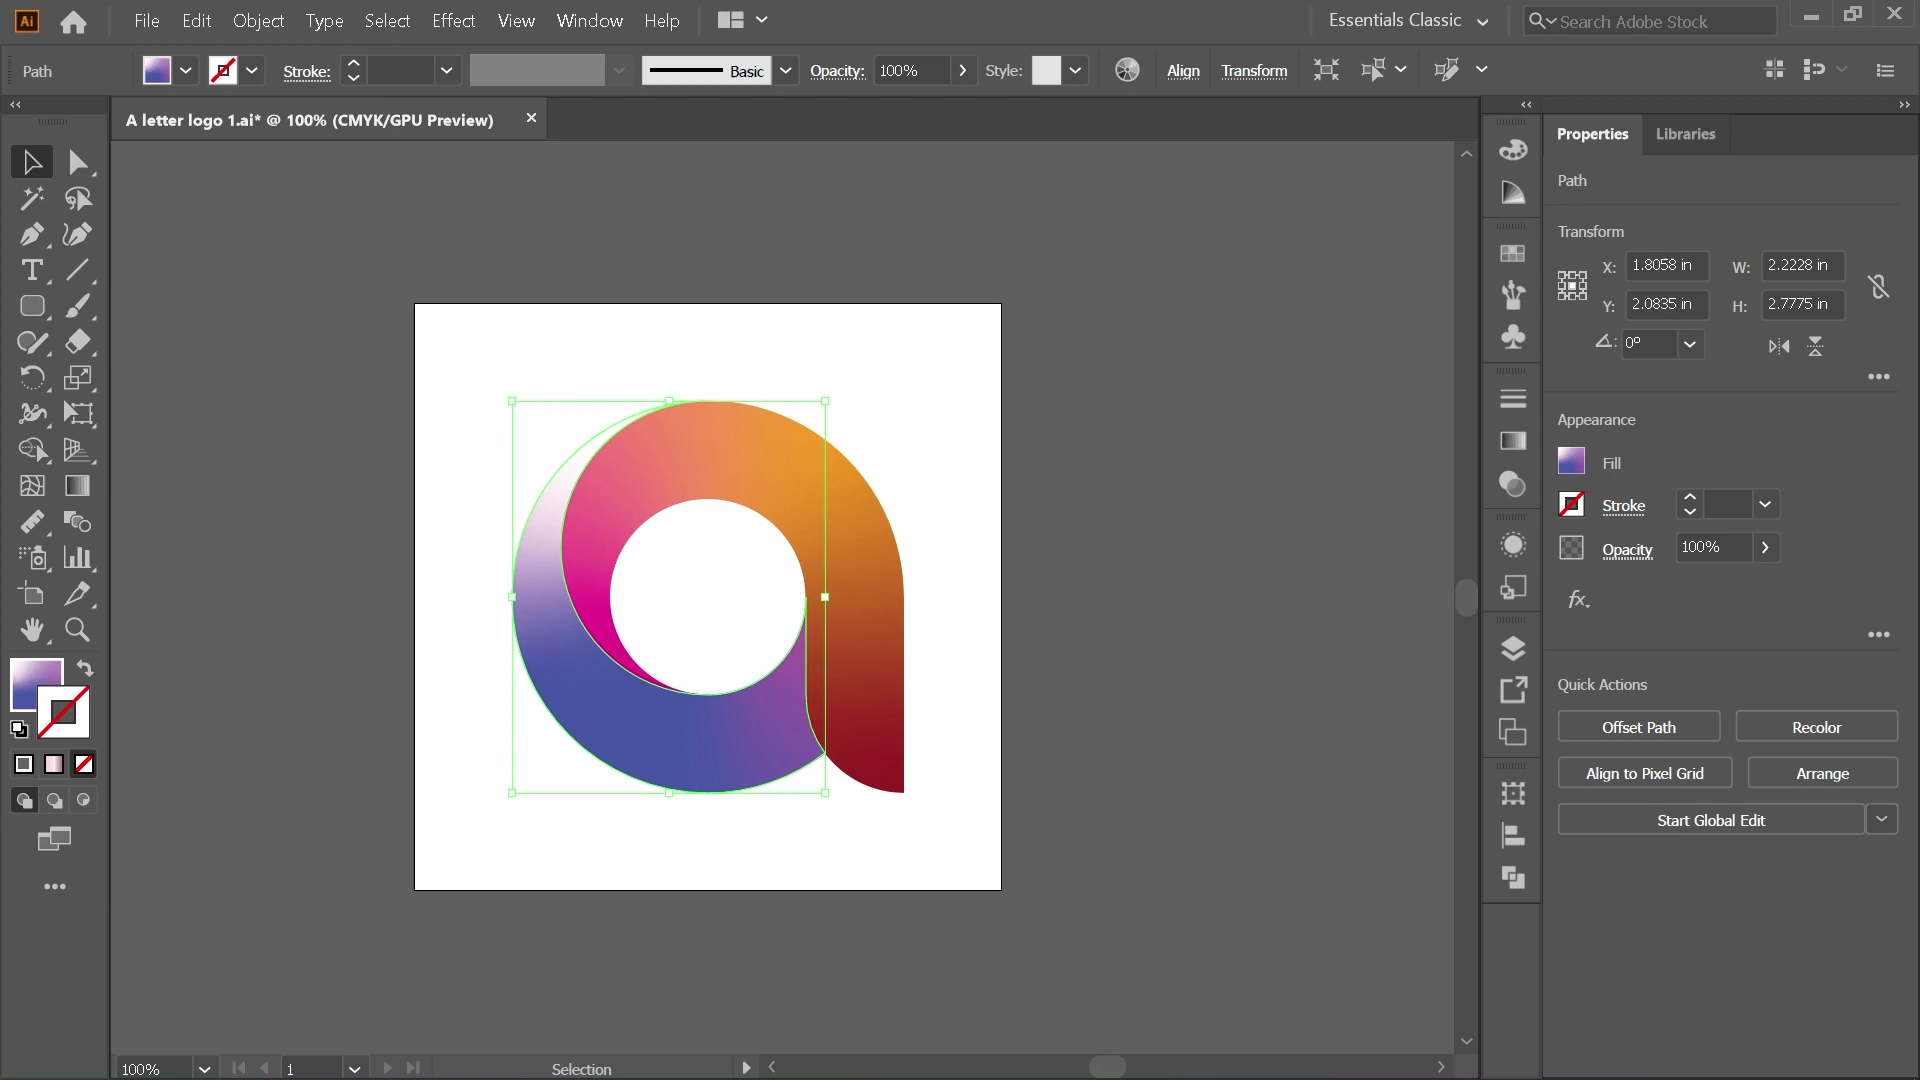 Ai File Edit Object Type Select Effect View Window Help Essentials Classic Search Adobe Stock
Path Stroke: Basic Opacity: 100% Style: Align Transform
A letter logo 1.ai* @ 100% (CMYK/GPU Preview)
Properties Libraries
Path
Transform
X: 1.8058 in W: 2.2228 in
Y: 2.0835 in H: 2.7775 in
0°
Appearance
Fill
Stroke
Opacity 100%
fx.
Quick Actions
Offset Path Recolor
Align to Pixel Grid Arrange
Start Global Edit
100% 1 Selection